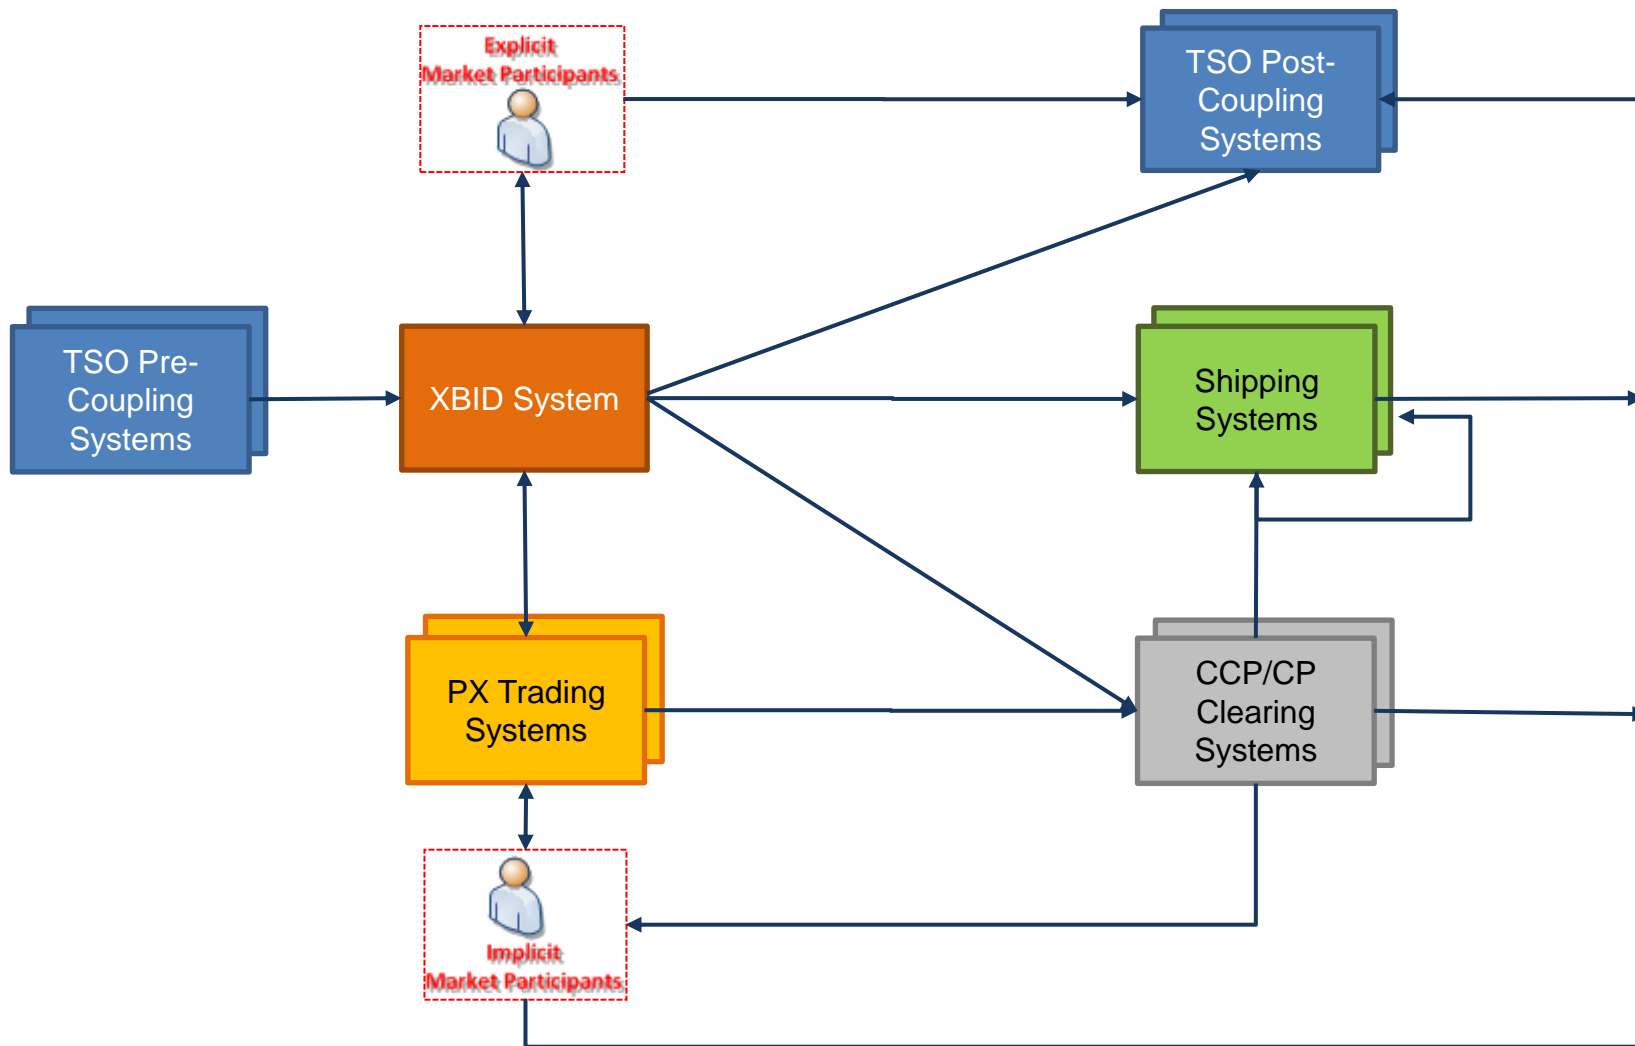 Explicit
Market Participants
TSO Post-
Coupling
Systems
TSO Pre-
Coupling
Systems
XBID System
Shipping
Systems
PX Trading
Systems
CCP/CP
Clearing
Systems
Implicit
Market Participants